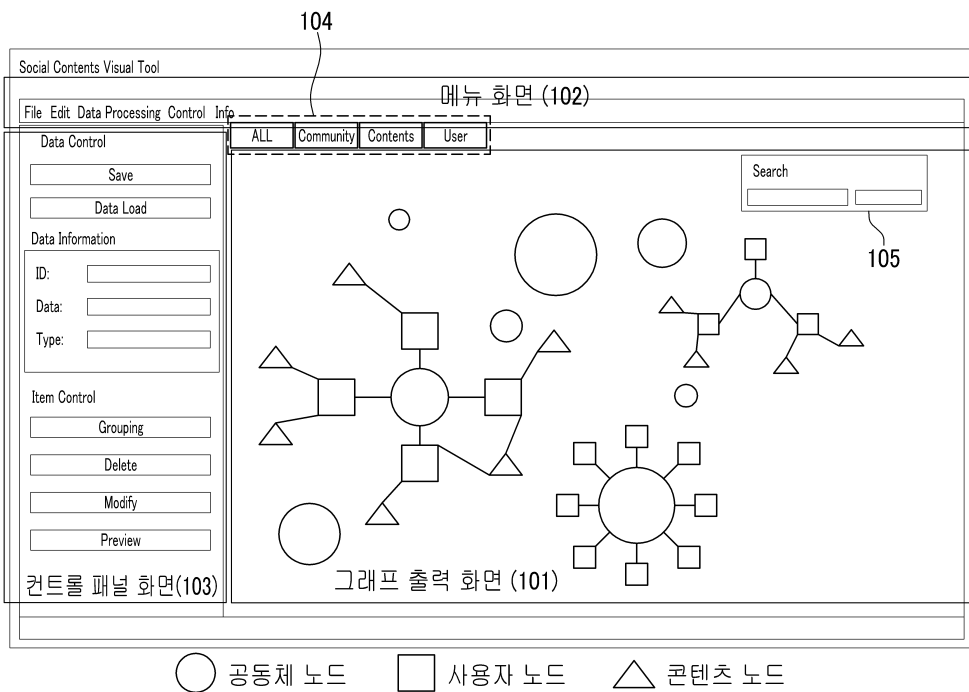 104
Social Contents Visual Tool
메뉴 화면 (102)
File Edit Data Processing Control Info
ALL Community Contents User
Data Control
Save
Data Load
Data Information
ID:
Data:
Type:
Item Control
Grouping
Delete
Modify
Preview
컨트롤 패널 화면(103)
Search
105
그래프 출력 화면 (101)
공동체 노드 사용자 노드 콘텐츠 노드